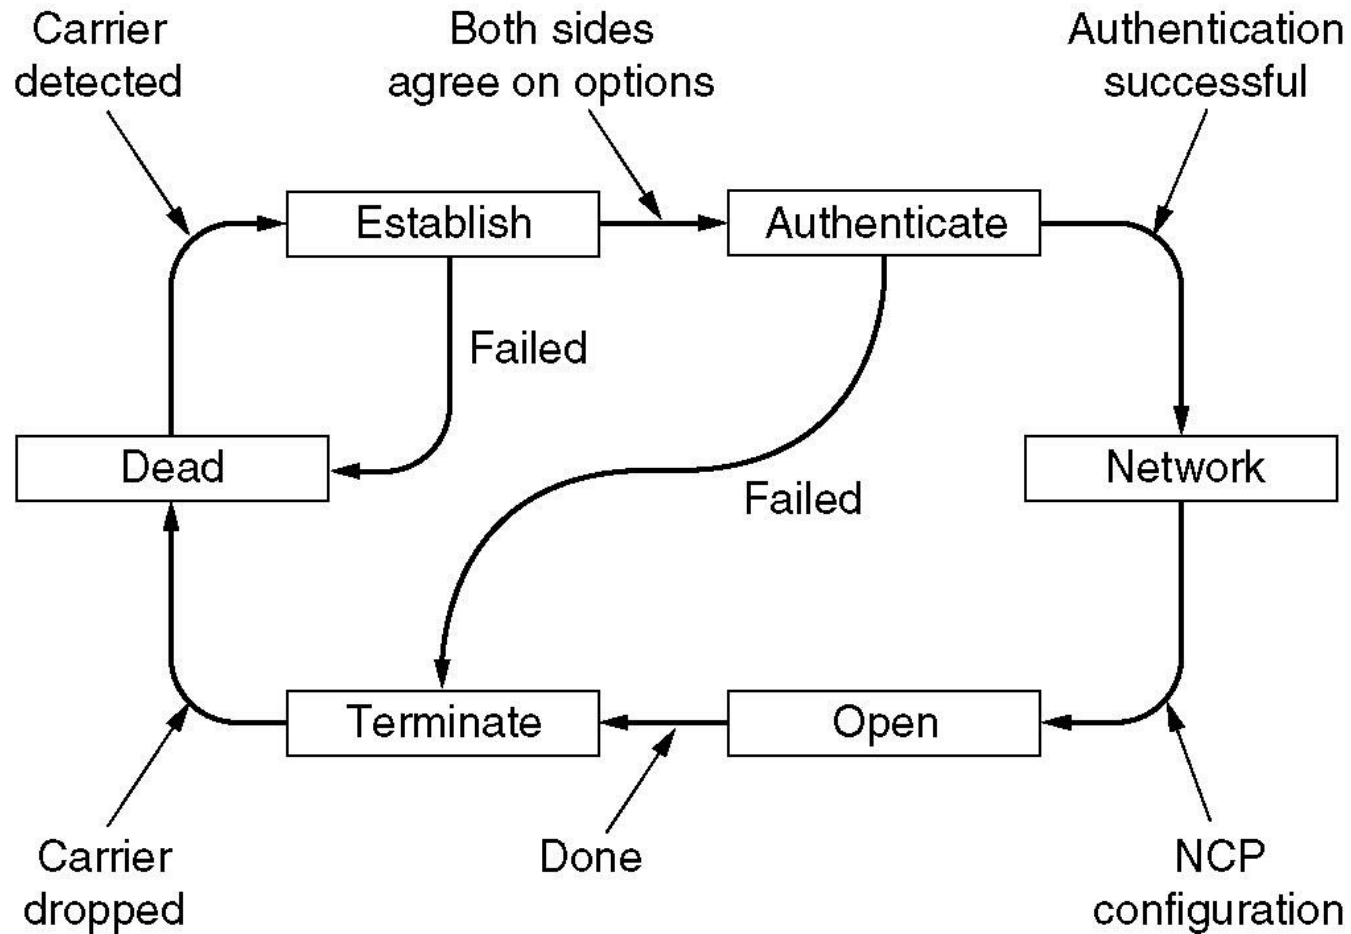 Carrier
detected
Both sides
agree on options
Authentication
successful
Establish
Authenticate
Failed
Dead
Network
Failed
Terminate
Open
Carrier
dropped
Done
NCP
configuration